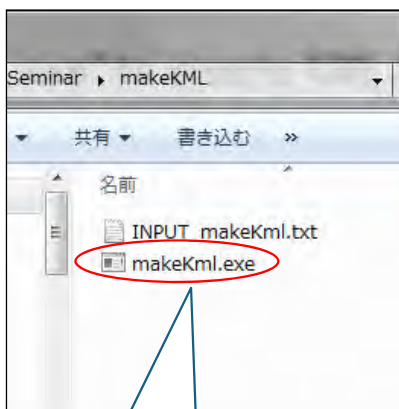 Seminar ▸ makeKML
共有 書き込む »
名前
INPUT_makeKml.txt
makeKml.exe